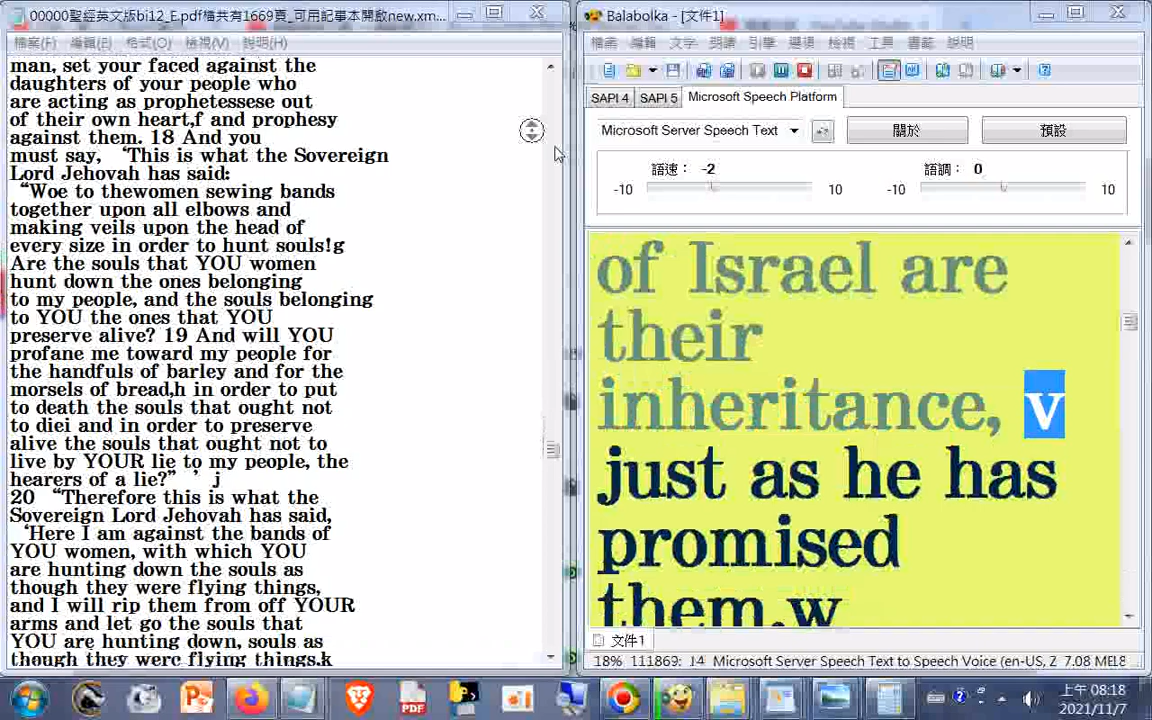 00000聖經英文版bi12_E.pdf檔共有1669頁_可用記事本開啟new.xm...
檔案(F) 編輯(E) 格式(O) 檢視(V) 說明(H)
man, set your faced against the
daughters of your people who
are acting as prophetessese out
of their own heart,f and prophesy
against them. 18 And you
must say, ‘This is what the Sovereign
Lord Jehovah has said:
“Woe to thewomen sewing bands
together upon all elbows and
making veils upon the head of
every size in order to hunt souls!g
Are the souls that YOU women
hunt down the ones belonging
to my people, and the souls belonging
to YOU the ones that YOU
preserve alive? 19 And will YOU
profane me toward my people for
the handfuls of barley and for the
morsels of bread,h in order to put
to death the souls that ought not
to diei and in order to preserve
alive the souls that ought not to
live by YOUR lie to my people, the
hearers of a lie?” ’ j
20 “Therefore this is what the
Sovereign Lord Jehovah has said,
‘Here I am against the bands of
YOU women, with which YOU
are hunting down the souls as
though they were flying things,
and I will rip them from off YOUR
arms and let go the souls that
YOU are hunting down, souls as
though they were flying things.k
Balabolka - [文件1]
檔案 編輯 文字 朗讀 引擎 選項 檢視 工具 書籤 說明
SAPI 4 SAPI 5 Microsoft Speech Platform
Microsoft Server Speech Text 關於 預設
語速： -2 語調： 0
-10 10 -10 10
of Israel are
their
inheritance, v
just as he has
promised
them.w
文件1
18% 111869: 14 Microsoft Server Speech Text to Speech Voice (en-US, Z 7.08 MEL8
上午 08:18
2021/11/7